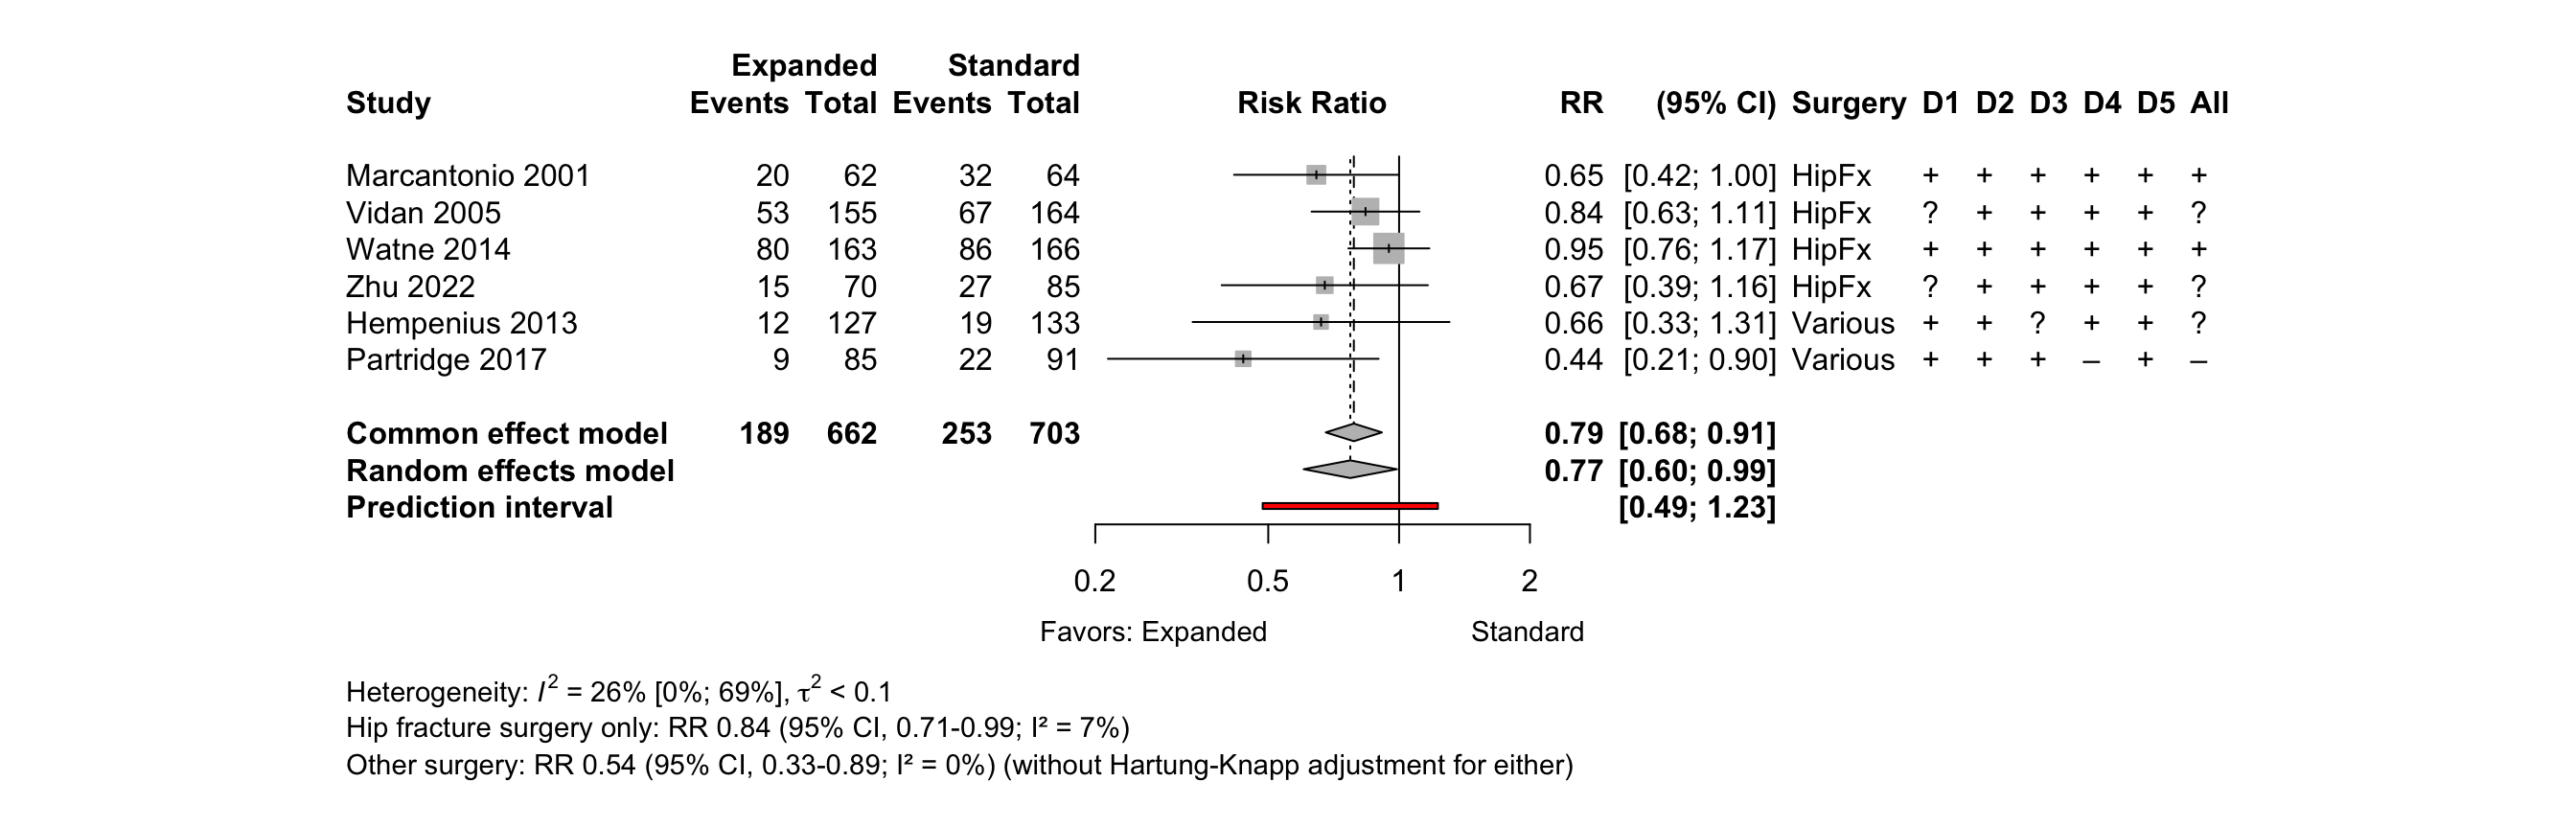 Expanded Standard
Study Events Total Events Total Risk Ratio RR (95% CI) Surgery D1 D2 D3 D4 D5 All
Marcantonio 2001 20 62 32 64 0.65 [0.42; 1.00] HipFx + + + + + +
Vidan 2005 53 155 67 164 0.84 [0.63; 1.11] HipFx ? + + + + ?
Watne 2014 80 163 86 166 0.95 [0.76; 1.17] HipFx + + + + + +
Zhu 2022 15 70 27 85 0.67 [0.39; 1.16] HipFx ? + + + + ?
Hempenius 2013 12 127 19 133 0.66 [0.33; 1.31] Various + + ? + + ?
Partridge 2017 9 85 22 91 0.44 [0.21; 0.90] Various + + + – + –
Common effect model 189 662 253 703 0.79 [0.68; 0.91]
Random effects model 0.77 [0.60; 0.99]
Prediction interval [0.49; 1.23]
0.2 0.5 1 2
Favors: Expanded Standard
Heterogeneity: I² = 26% [0%; 69%], τ² < 0.1
Hip fracture surgery only: RR 0.84 (95% CI, 0.71-0.99; I² = 7%)
Other surgery: RR 0.54 (95% CI, 0.33-0.89; I² = 0%) (without Hartung-Knapp adjustment for either)